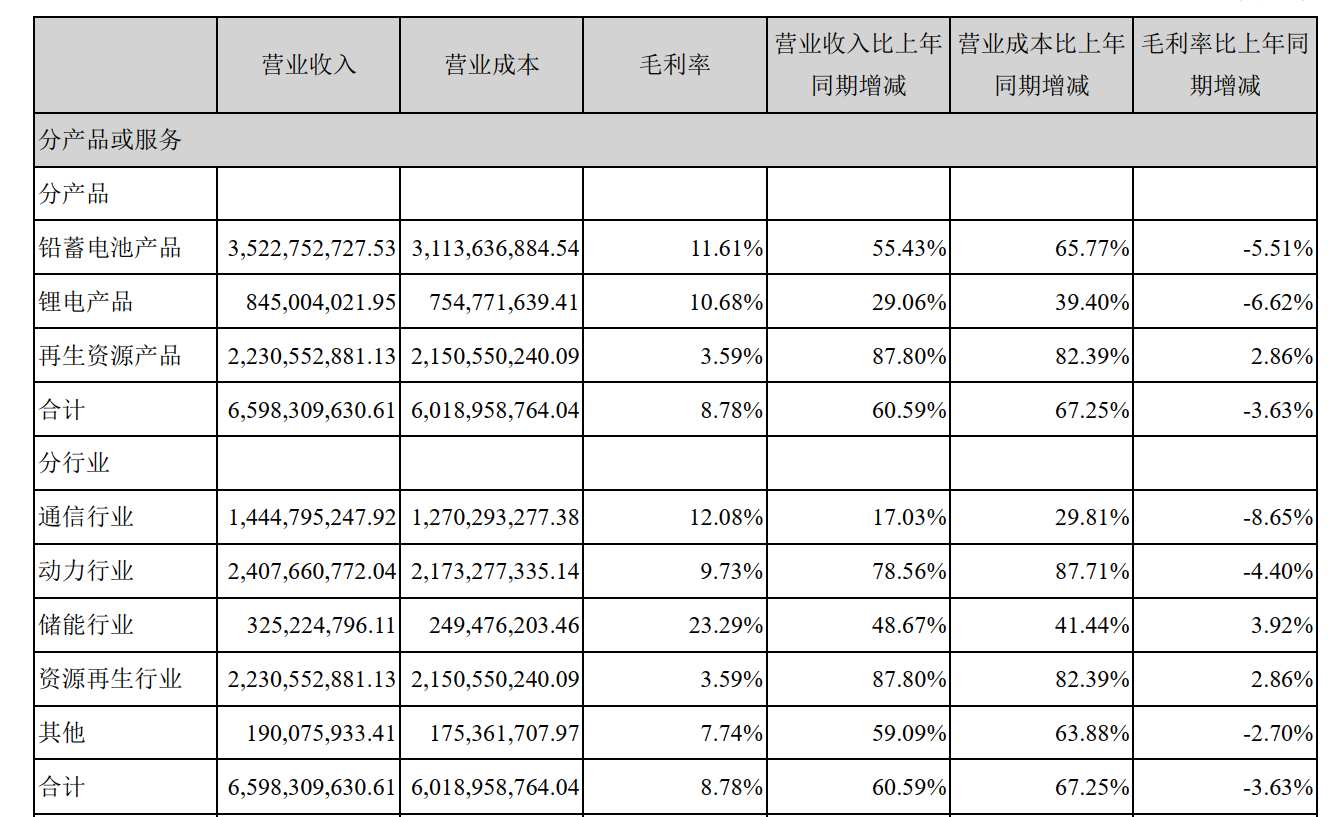 营业收入 营业成本 毛利率 营业收入比上年同期增减 营业成本比上年同期增减 毛利率比上年同期增减
分产品或服务
分产品
铅蓄电池产品 3,522,752,727.53 3,113,636,884.54 11.61% 55.43% 65.77% -5.51%
锂电产品 845,004,021.95 754,771,639.41 10.68% 29.06% 39.40% -6.62%
再生资源产品 2,230,552,881.13 2,150,550,240.09 3.59% 87.80% 82.39% 2.86%
合计 6,598,309,630.61 6,018,958,764.04 8.78% 60.59% 67.25% -3.63%
分行业
通信行业 1,444,795,247.92 1,270,293,277.38 12.08% 17.03% 29.81% -8.65%
动力行业 2,407,660,772.04 2,173,277,335.14 9.73% 78.56% 87.71% -4.40%
储能行业 325,224,796.11 249,476,203.46 23.29% 48.67% 41.44% 3.92%
资源再生行业 2,230,552,881.13 2,150,550,240.09 3.59% 87.80% 82.39% 2.86%
其他 190,075,933.41 175,361,707.97 7.74% 59.09% 63.88% -2.70%
合计 6,598,309,630.61 6,018,958,764.04 8.78% 60.59% 67.25% -3.63%